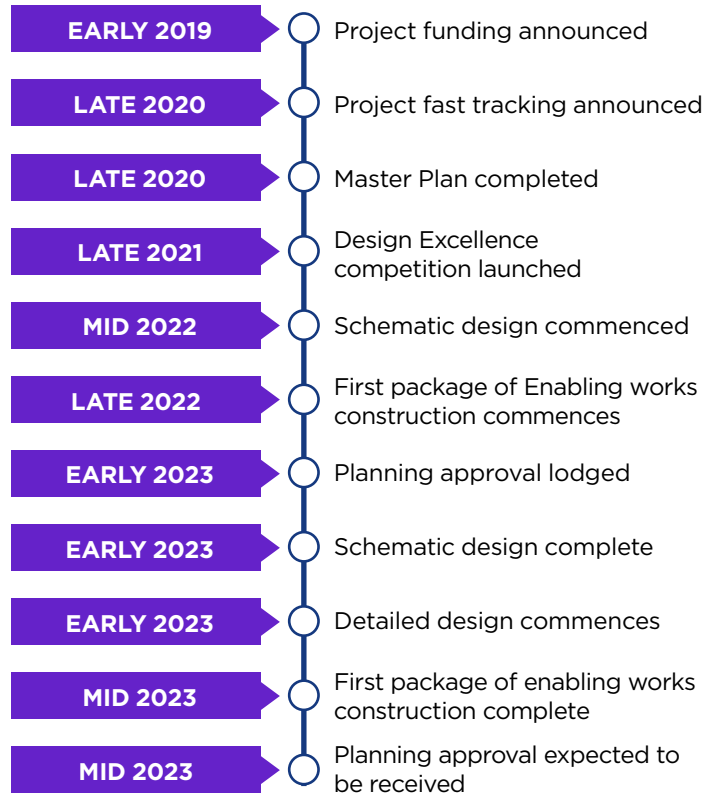 EARLY 2019
Project funding announced
LATE 2020
Project fast tracking announced
LATE 2020
Master Plan completed
LATE 2021
Design Excellence
competition launched
MID 2022
Schematic design commenced
LATE 2022
First package of Enabling works
construction commences
EARLY 2023
Planning approval lodged
EARLY 2023
Schematic design complete
EARLY 2023
Detailed design commences
MID 2023
First package of enabling works
construction complete
MID 2023
Planning approval expected to
be received